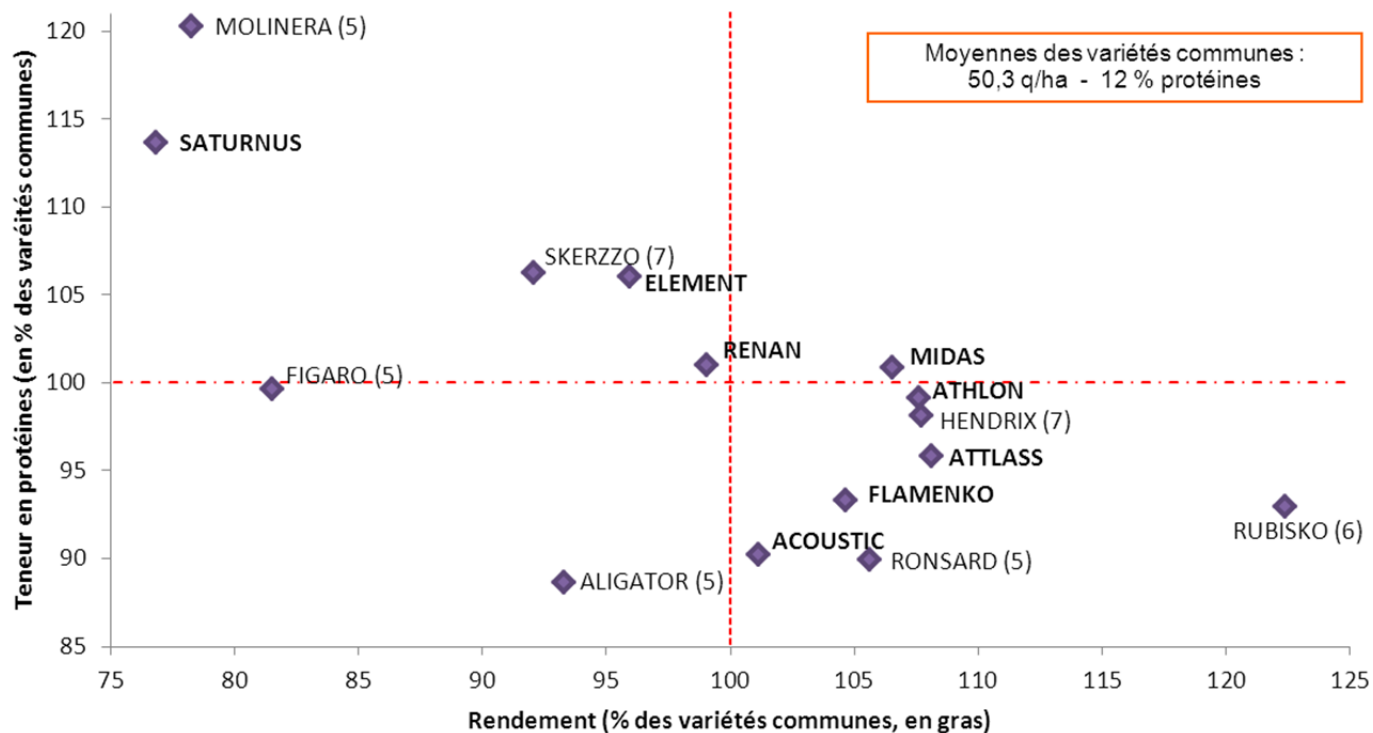 Teneur en protéines (en % des varéités communes)
120
115
110
105
100
95
90
85
MOLINERA (5)
Moyennes des variétés communes :
50,3 q/ha - 12 % protéines
SATURNUS
SKERZZO (7)
ELEMENT
RENAN
MIDAS
FIGARO (5)
ATHLON
HENDRIX (7)
ATTLASS
FLAMENKO
RUBISKO (6)
ACOUSTIC
RONSARD (5)
ALIGATOR (5)
75 80 85 90 95 100 105 110 115 120 125
Rendement (% des variétés communes, en gras)